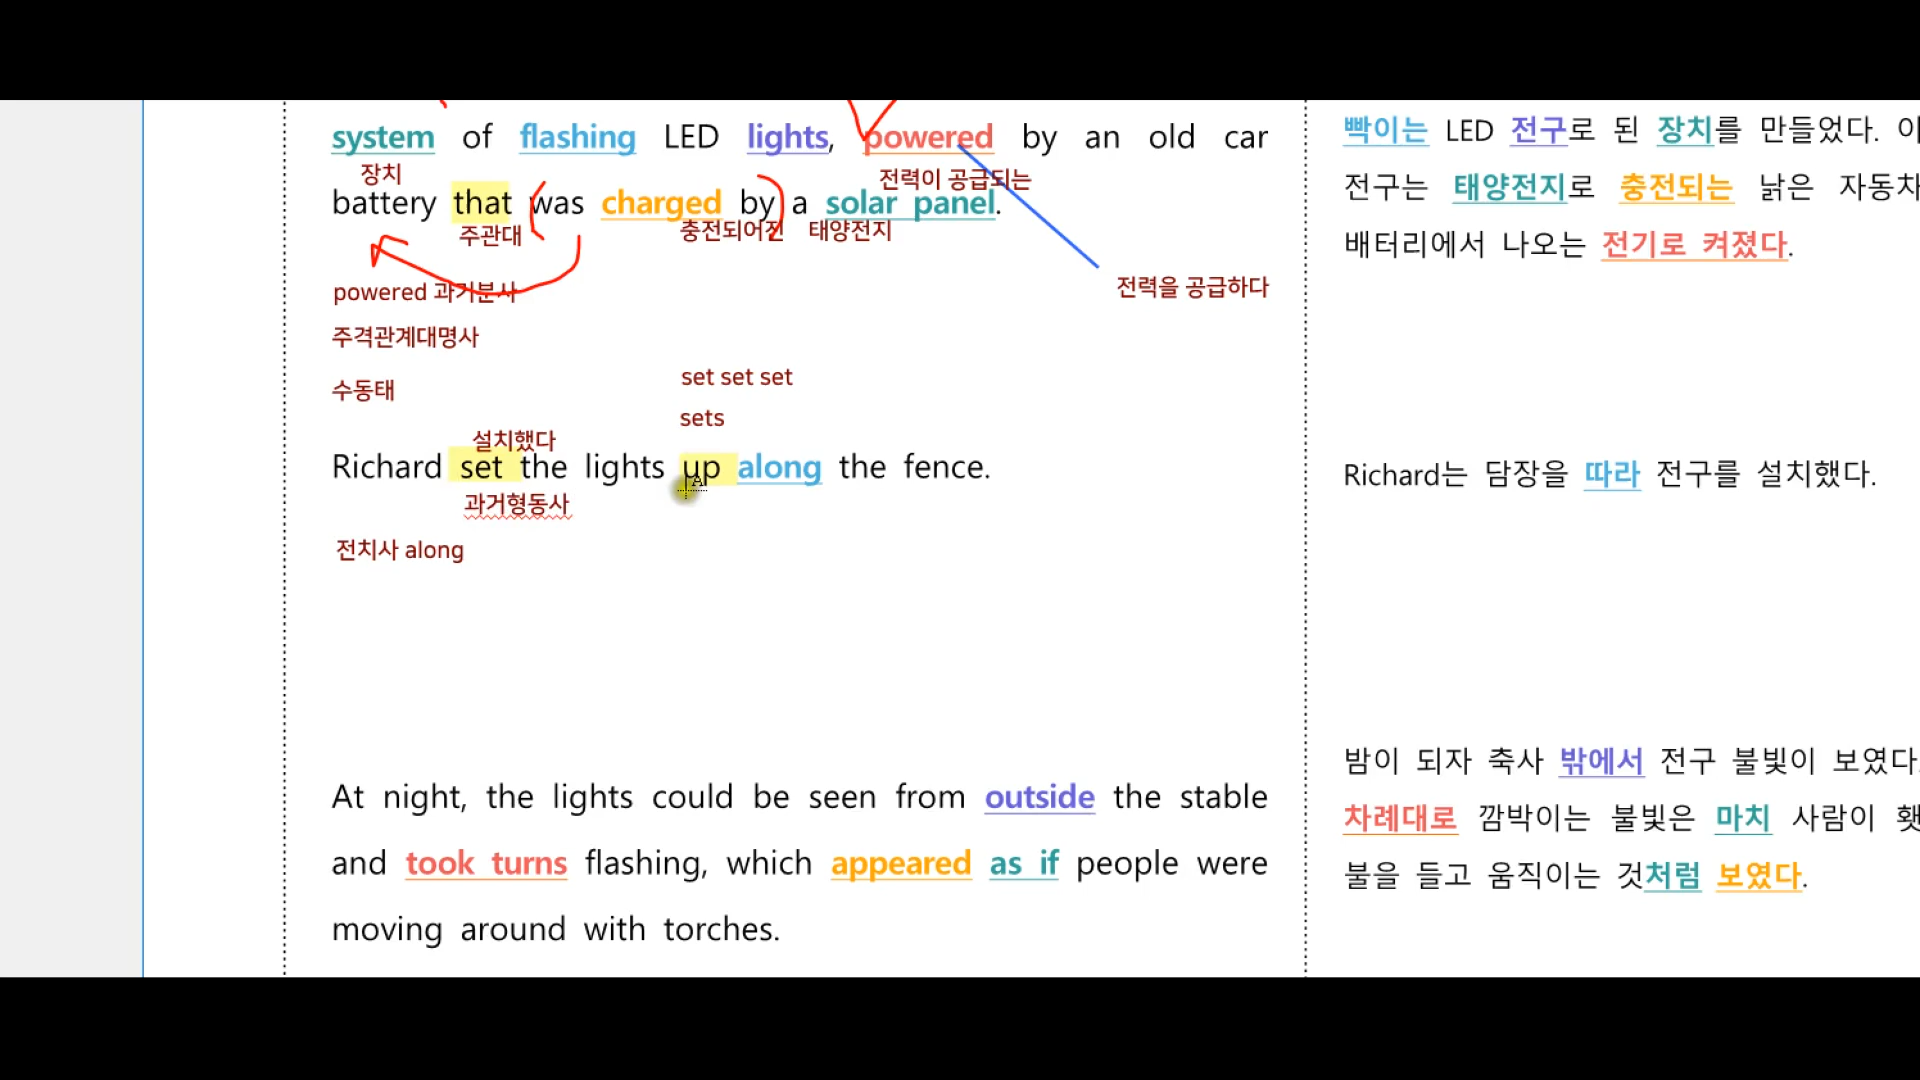 system of flashing LED lights, powered by an old car
장치
전력이 공급되는
battery that was charged by a solar panel.
주관대
충전되어진 태양전지
powered 과거분사
전력을 공급하다
주격관계대명사
수동태
set set set
sets
설치했다
Richard set the lights up along the fence.
과거형동사
전치사 along
At night, the lights could be seen from outside the stable
and took turns flashing, which appeared as if people were
moving around with torches.
빡이는 LED 전구로 된 장치를 만들었다. 이
전구는 태양전지로 충전되는 낡은 자동차
배터리에서 나오는 전기로 켜졌다.
Richard는 담장을 따라 전구를 설치했다.
밤이 되자 축사 밖에서 전구 불빛이 보였다.
차례대로 깜박이는 불빛은 마치 사람이 횃
불을 들고 움직이는 것처럼 보였다.